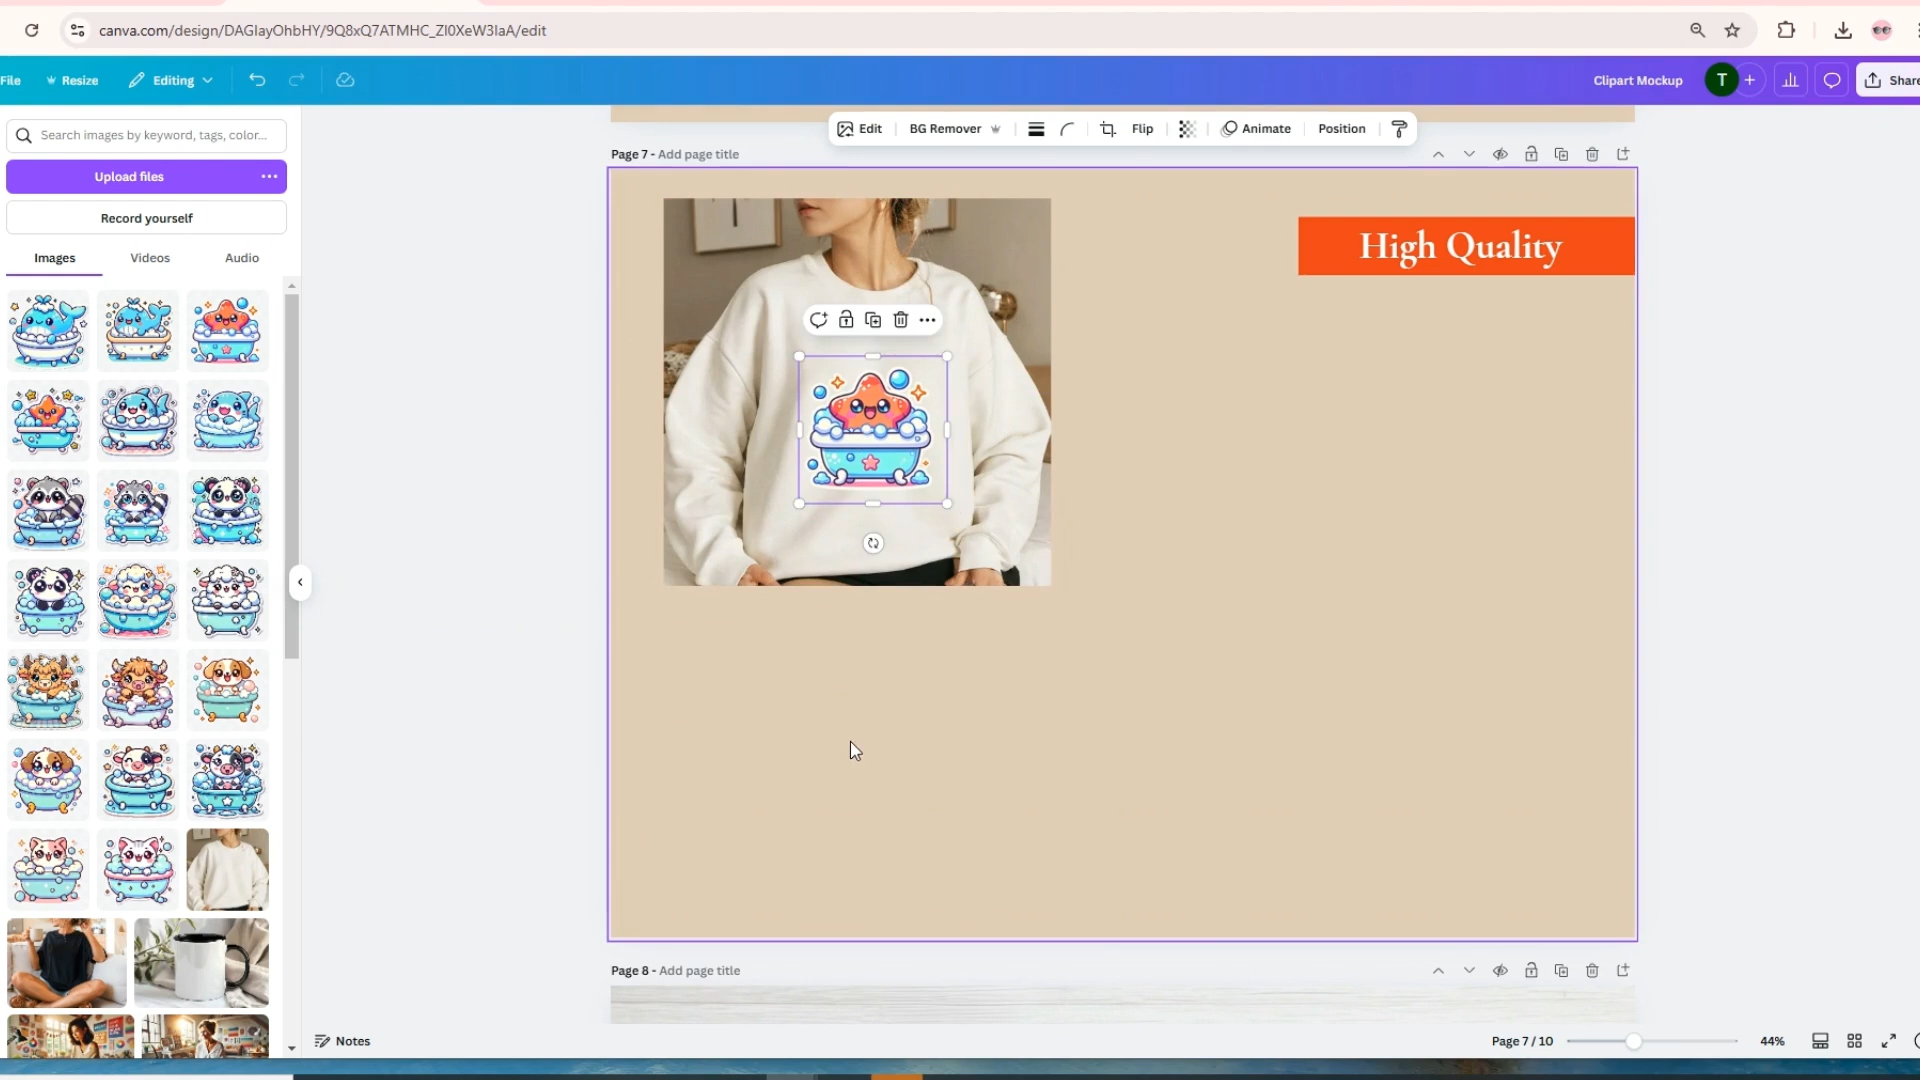 canva.com/design/DAGlayOhbHY/9Q8xQ7ATMHC_Zl0XeW3laA/edit
File Resize Editing Clipart Mockup T Share
Search images by keyword, tags, color...
Edit BG Remover Flip Animate Position
Page 7 - Add page title
Upload files
Record yourself
Images Videos Audio
High Quality
Page 8 - Add page title
Notes Page 7 / 10 44%